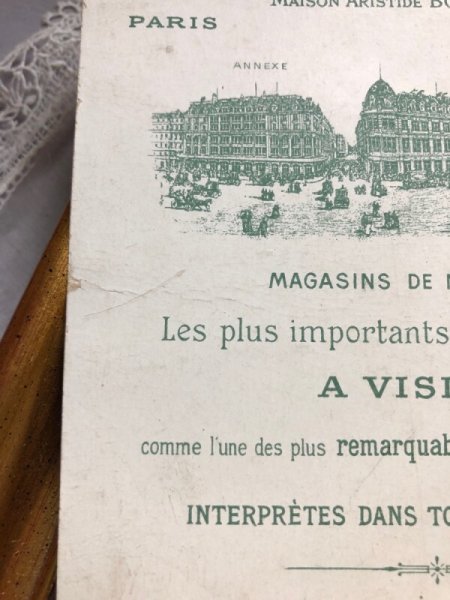 MAISON ARISTIDE BO
PARIS
ANNEXE
MAGASINS DE N
Les plus importants
A VISI
comme l'une des plus remarquab
INTERPRÈTES DANS TO